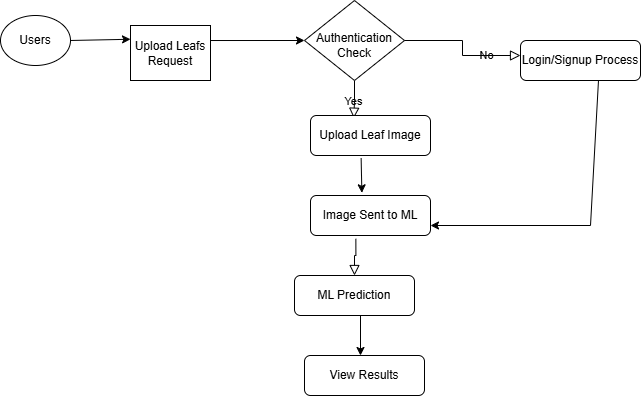 Users
Upload Leafs
Request
Authentication
Check
No
Login/Signup Process
Yes
Upload Leaf Image
Image Sent to ML
ML Prediction
View Results